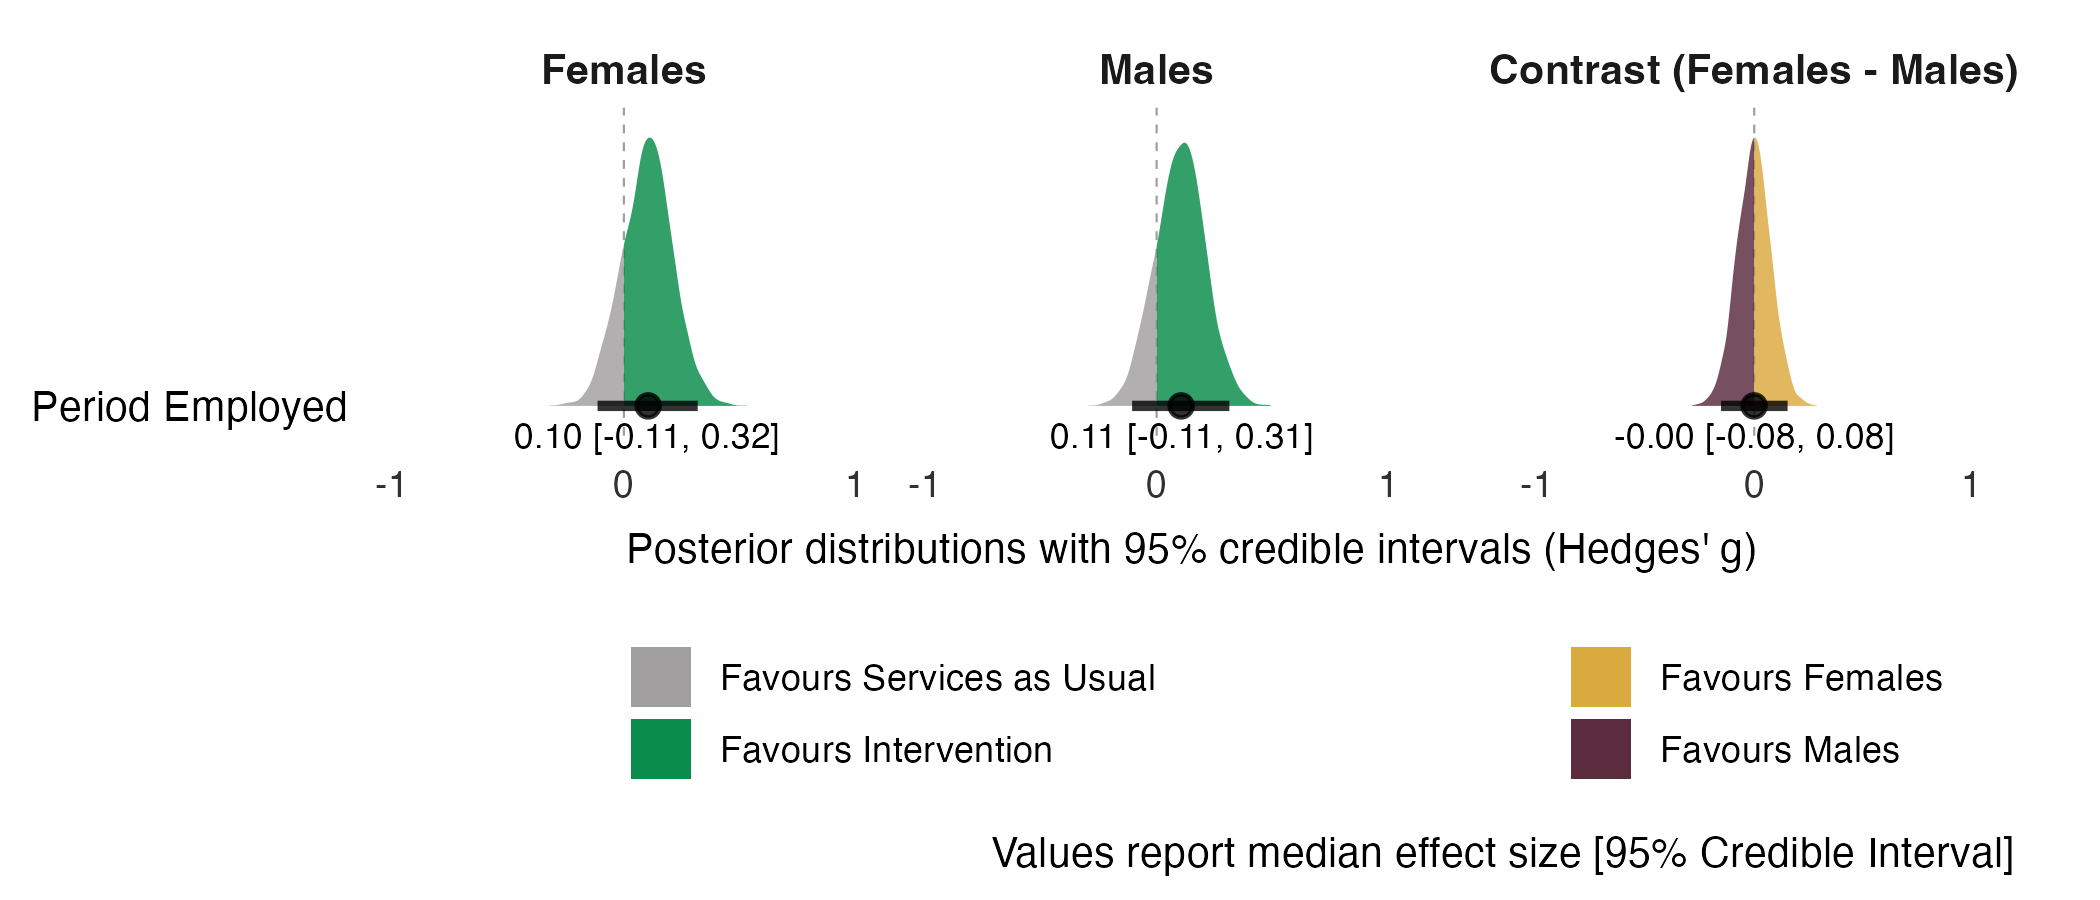 Females Males Contrast (Females - Males)
Period Employed
0.10 [-0.11, 0.32] 0.11 [-0.11, 0.31] -0.00 [-0.08, 0.08]
-1 0 1 -1 0 1 -1 0 1
Posterior distributions with 95% credible intervals (Hedges' g)
Favours Services as Usual Favours Females
Favours Intervention Favours Males
Values report median effect size [95% Credible Interval]